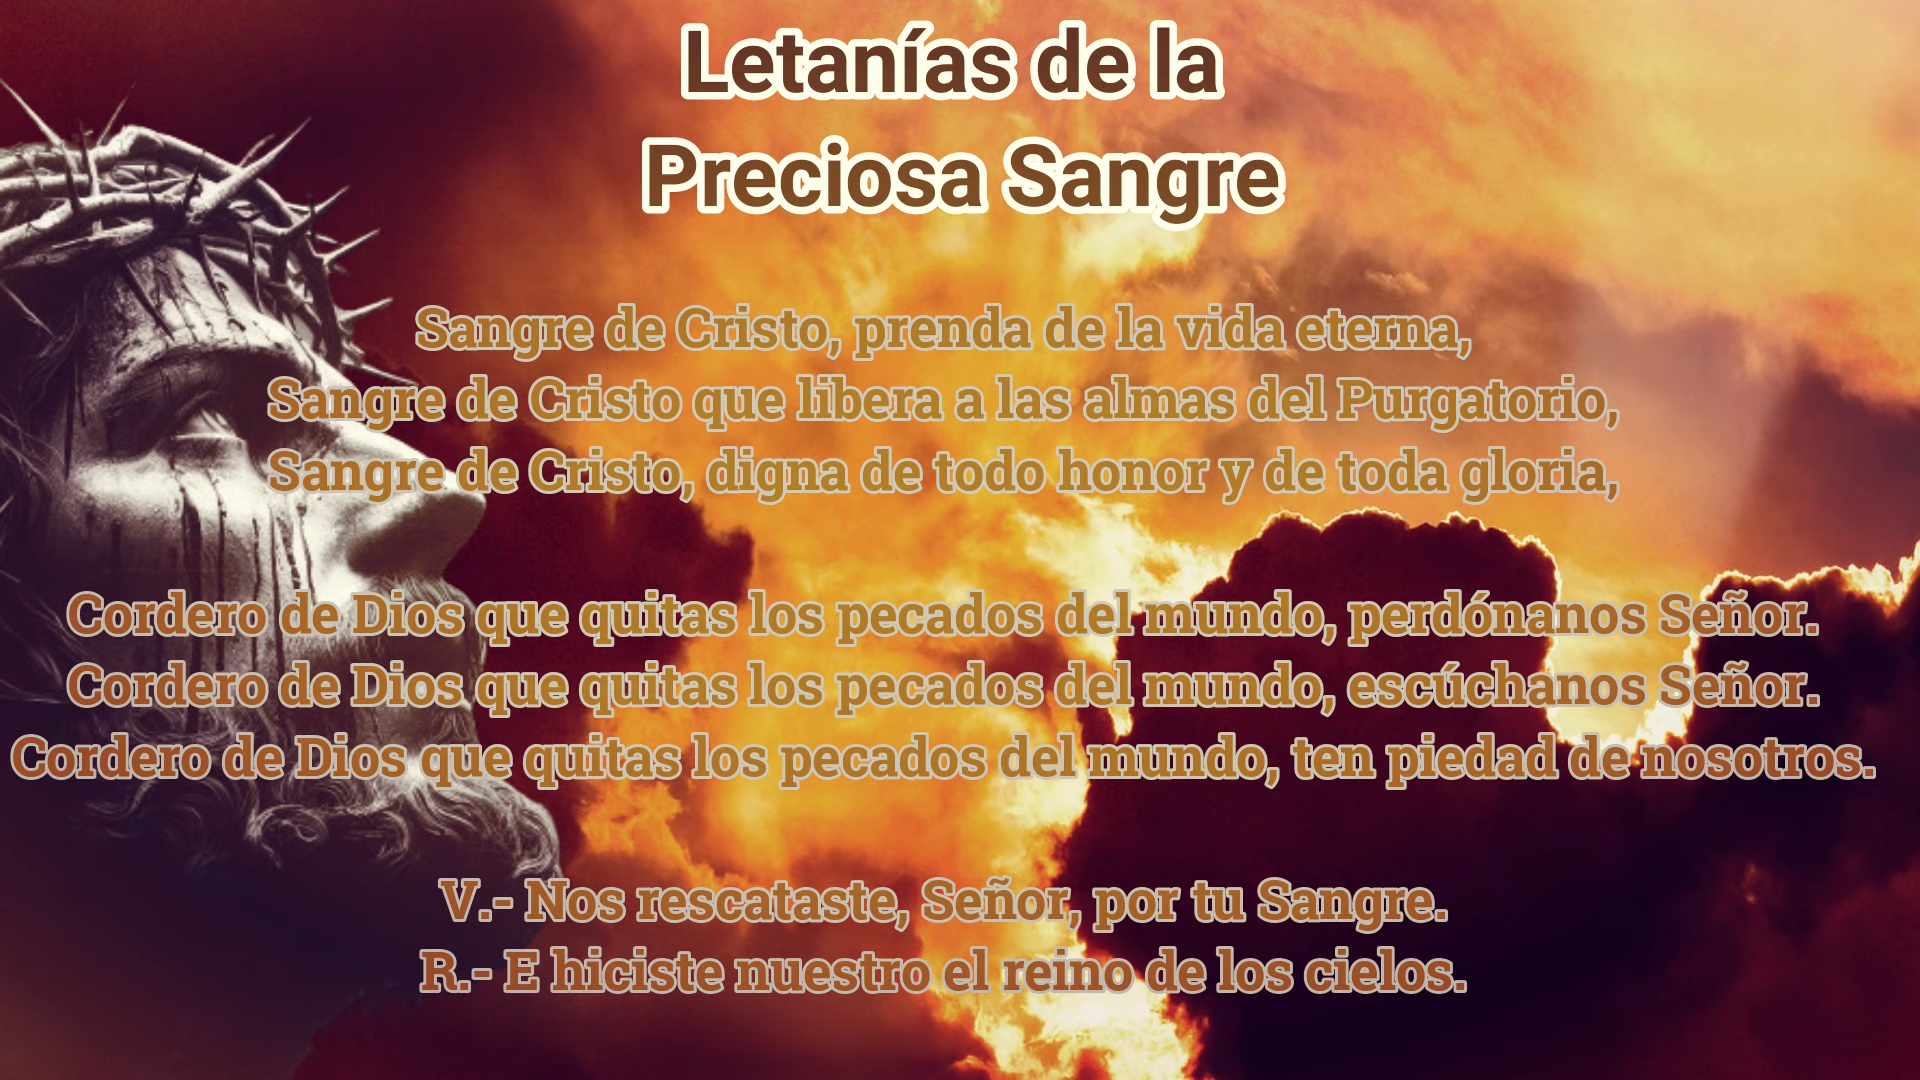 Letanías de la
Preciosa Sangre
Sangre de Cristo, prenda de la vida eterna,
Sangre de Cristo que libera a las almas del Purgatorio,
Sangre de Cristo, digna de todo honor y de toda gloria,
Cordero de Dios que quitas los pecados del mundo, perdónanos Señor.
Cordero de Dios que quitas los pecados del mundo, escúchanos Señor.
Cordero de Dios que quitas los pecados del mundo, ten piedad de nosotros.
V.- Nos rescataste, Señor, por tu Sangre.
R.- E hiciste nuestro el reino de los cielos.